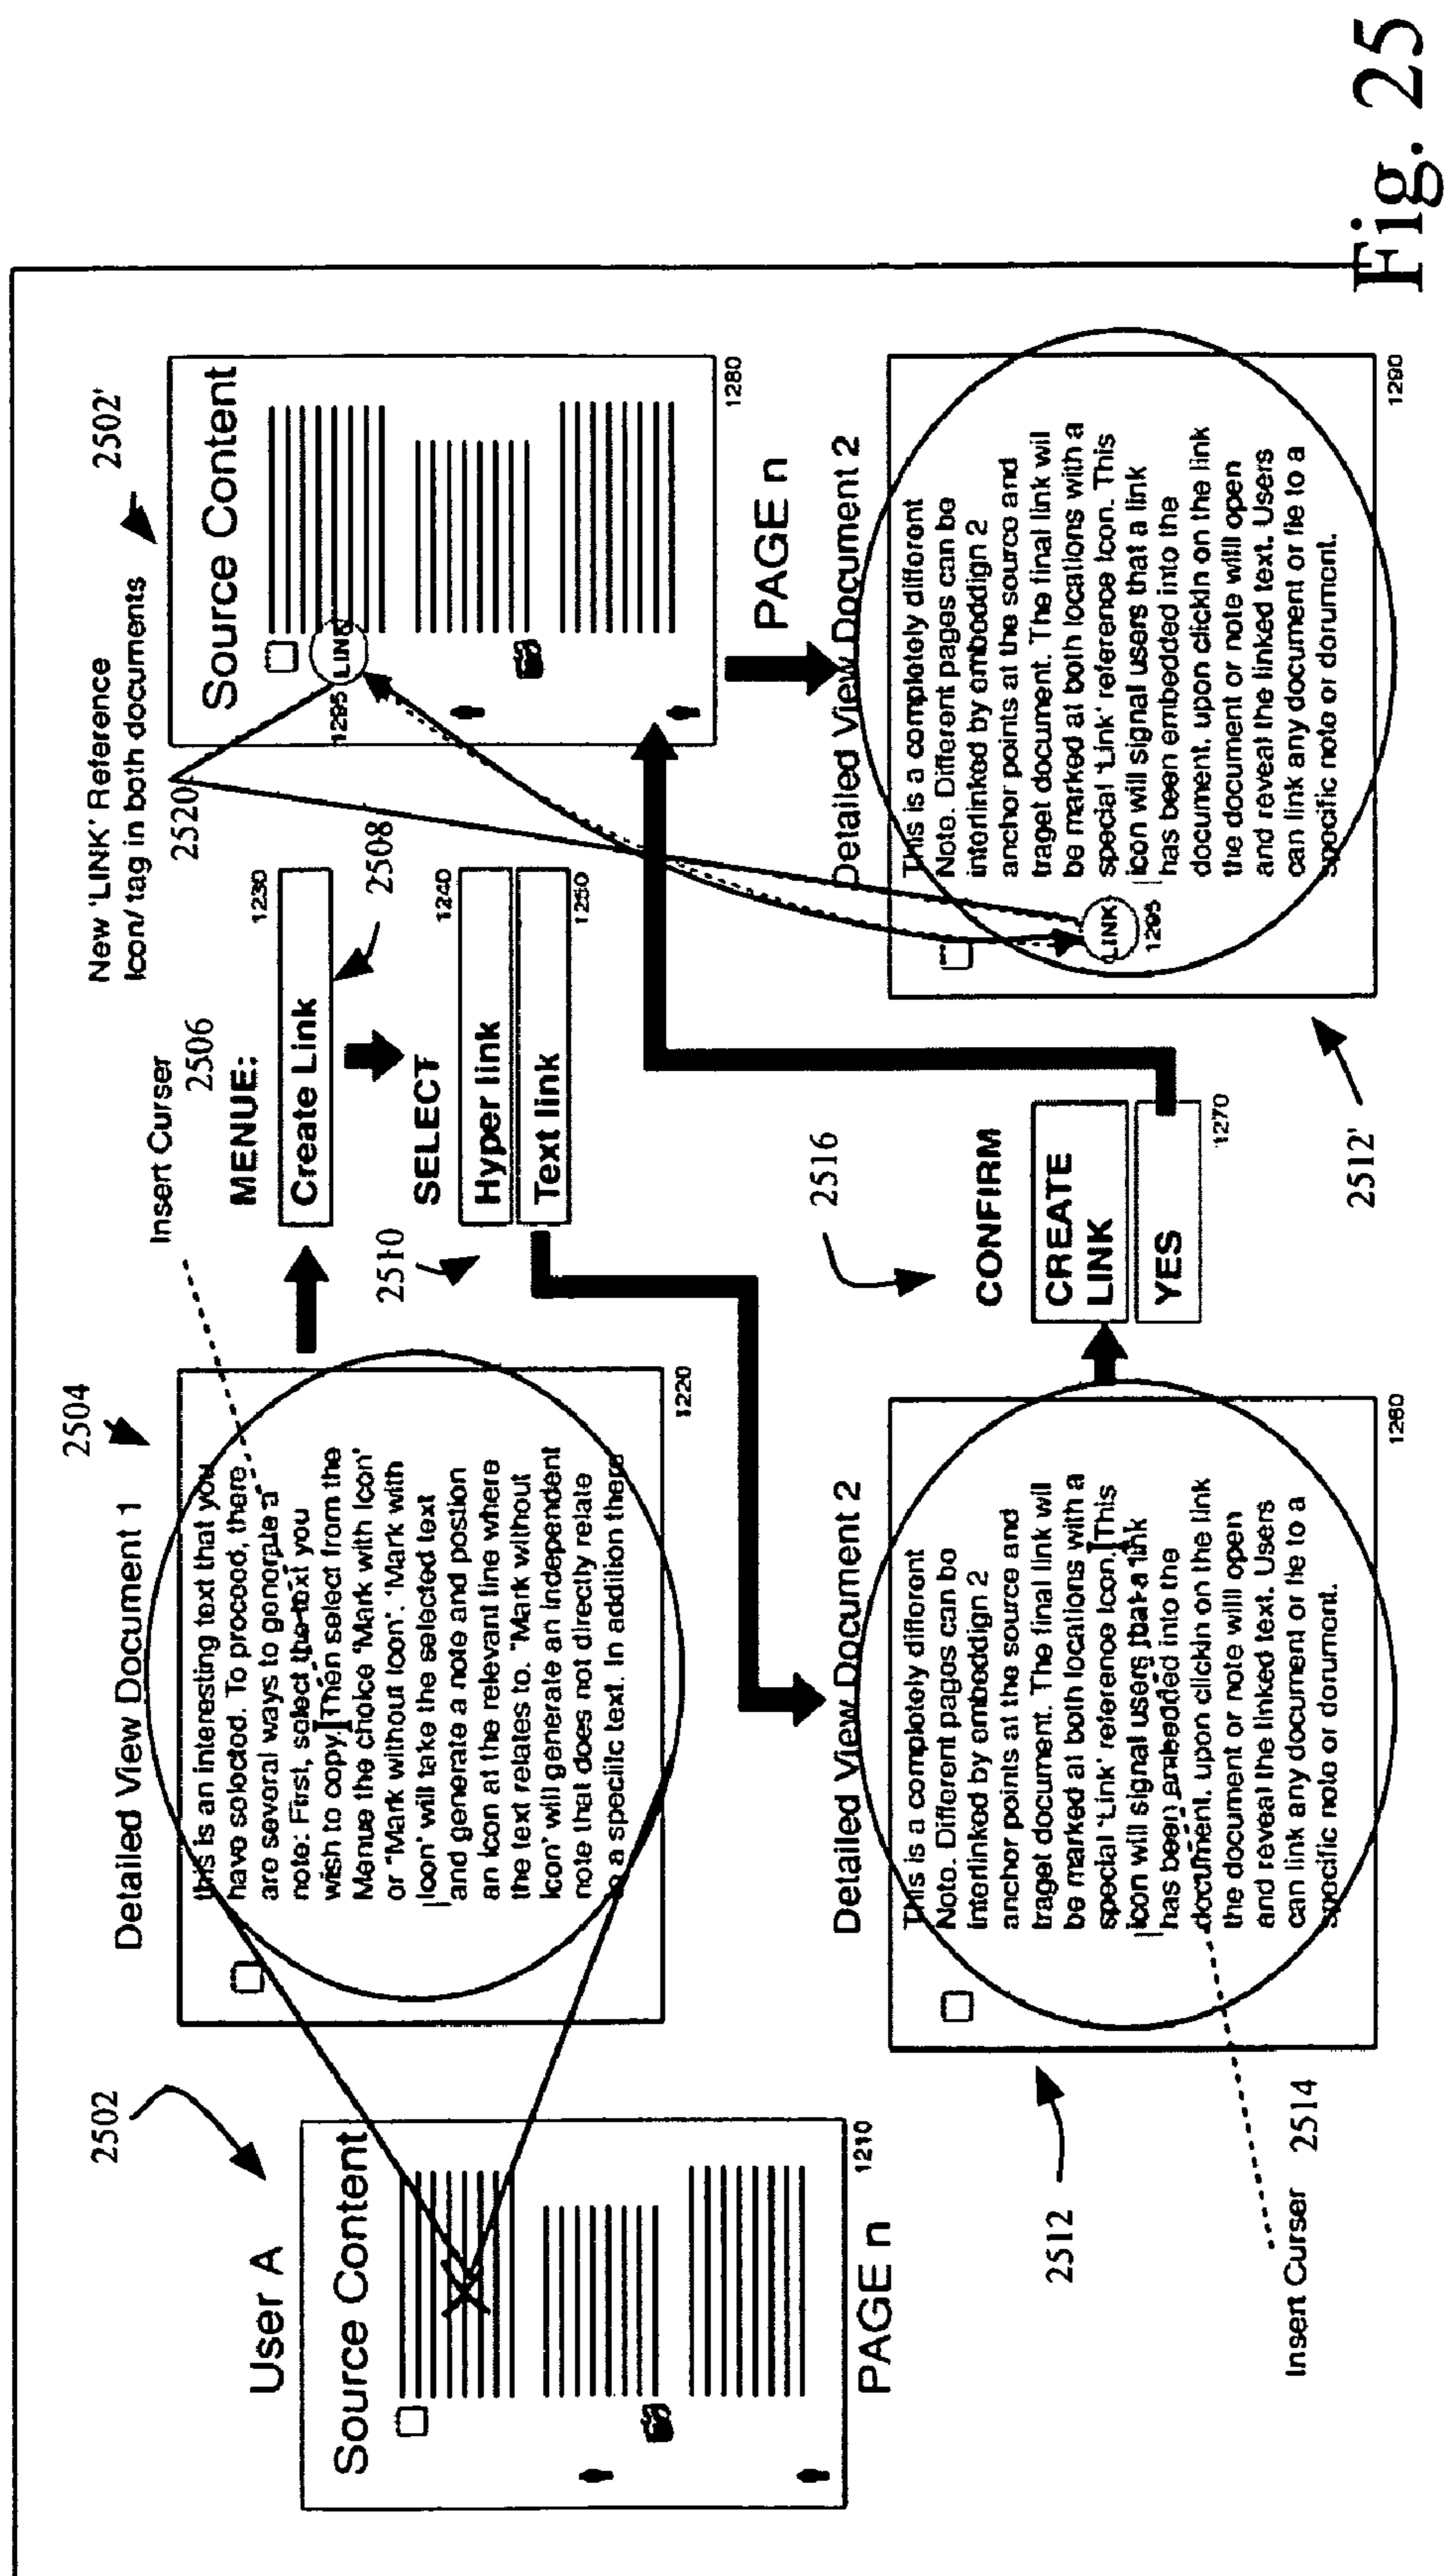 User A
2502
Source Content
1210
PAGE n
2504
Detailed View Document 1
this is an interesting text that you
have selected. To proceed, there
are several ways to generate a
note: First, select the text you
wish to copy. Then select from the
Menue the choice 'Mark with Icon'
or "Mark without Icon'. 'Mark with
Icon' will take the selected text
and generate a note and postion
an icon at the relevant line where
the text relates to. "Mark without
Icon' will generate an independent
note that does not directly relate
to a specific text. In addition there
1220
Insert Curser
2506
MENUE:
1230
Create Link
2508
SELECT
1240
Hyper link
Text link
1250
2510
New 'LINK' Reference
Icon/ tag in both documents
2520
2502'
Source Content
LINK
1295
1280
PAGE n
2512
Insert Curser 2514
Detailed View Document 2
This is a completely different
Note. Different pages can be
interlinked by embeddign 2
anchor points at the source and
traget document. The final link wil
be marked at both locations with a
special 'Link' reference Icon. This
icon will signal users that a link
has been embedded into the
document. upon clickin on the link
the document or note will open
and reveal the linked text. Users
can link any document or file to a
specific note or document.
1260
2516
CONFIRM
CREATE
LINK
YES
1270
Detailed View Document 2
This is a completely different
Note. Different pages can be
interlinked by embeddign 2
anchor points at the source and
traget document. The final link wil
be marked at both locations with a
special 'Link' reference Icon. This
icon will signal users that a link
has been embedded into the
document. upon clickin on the link
the document or note will open
and reveal the linked text. Users
can link any document or file to a
specific note or document.
LINK
1295
1290
2512'
Fig. 25